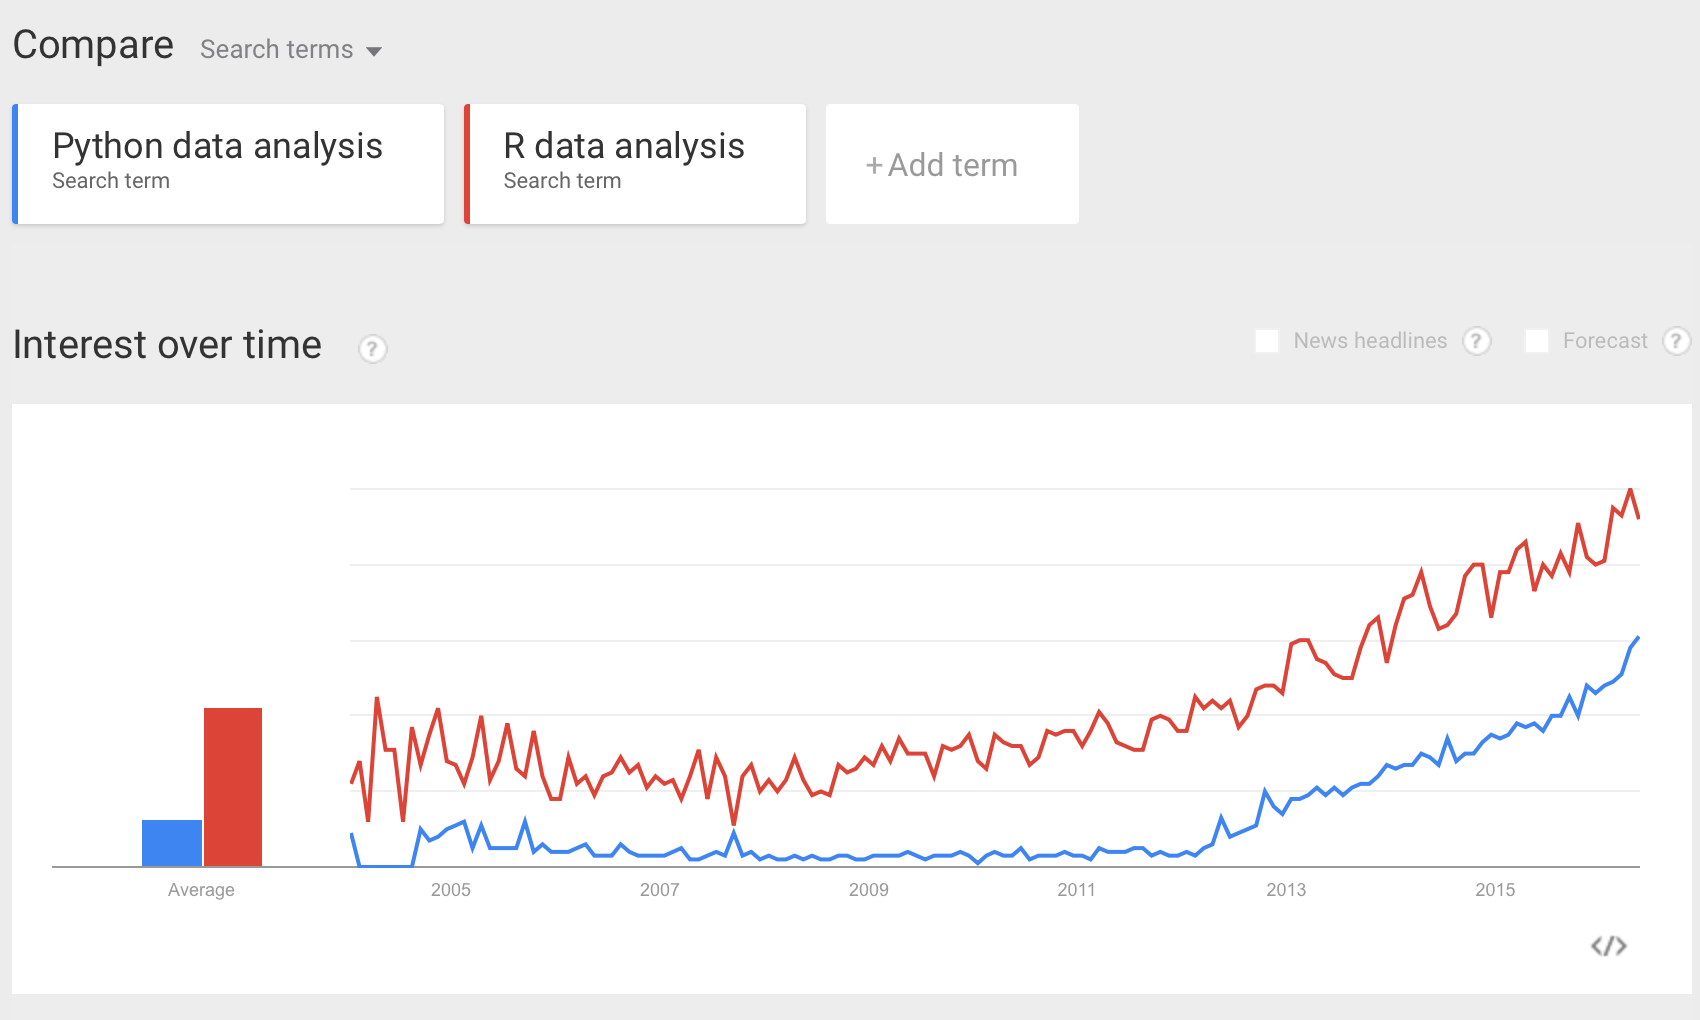 Compare Search terms
Python data analysis
Search term
R data analysis
Search term
+ Add term
Interest over time ?
News headlines ? Forecast ?
Average 2005 2007 2009 2011 2013 2015
</>